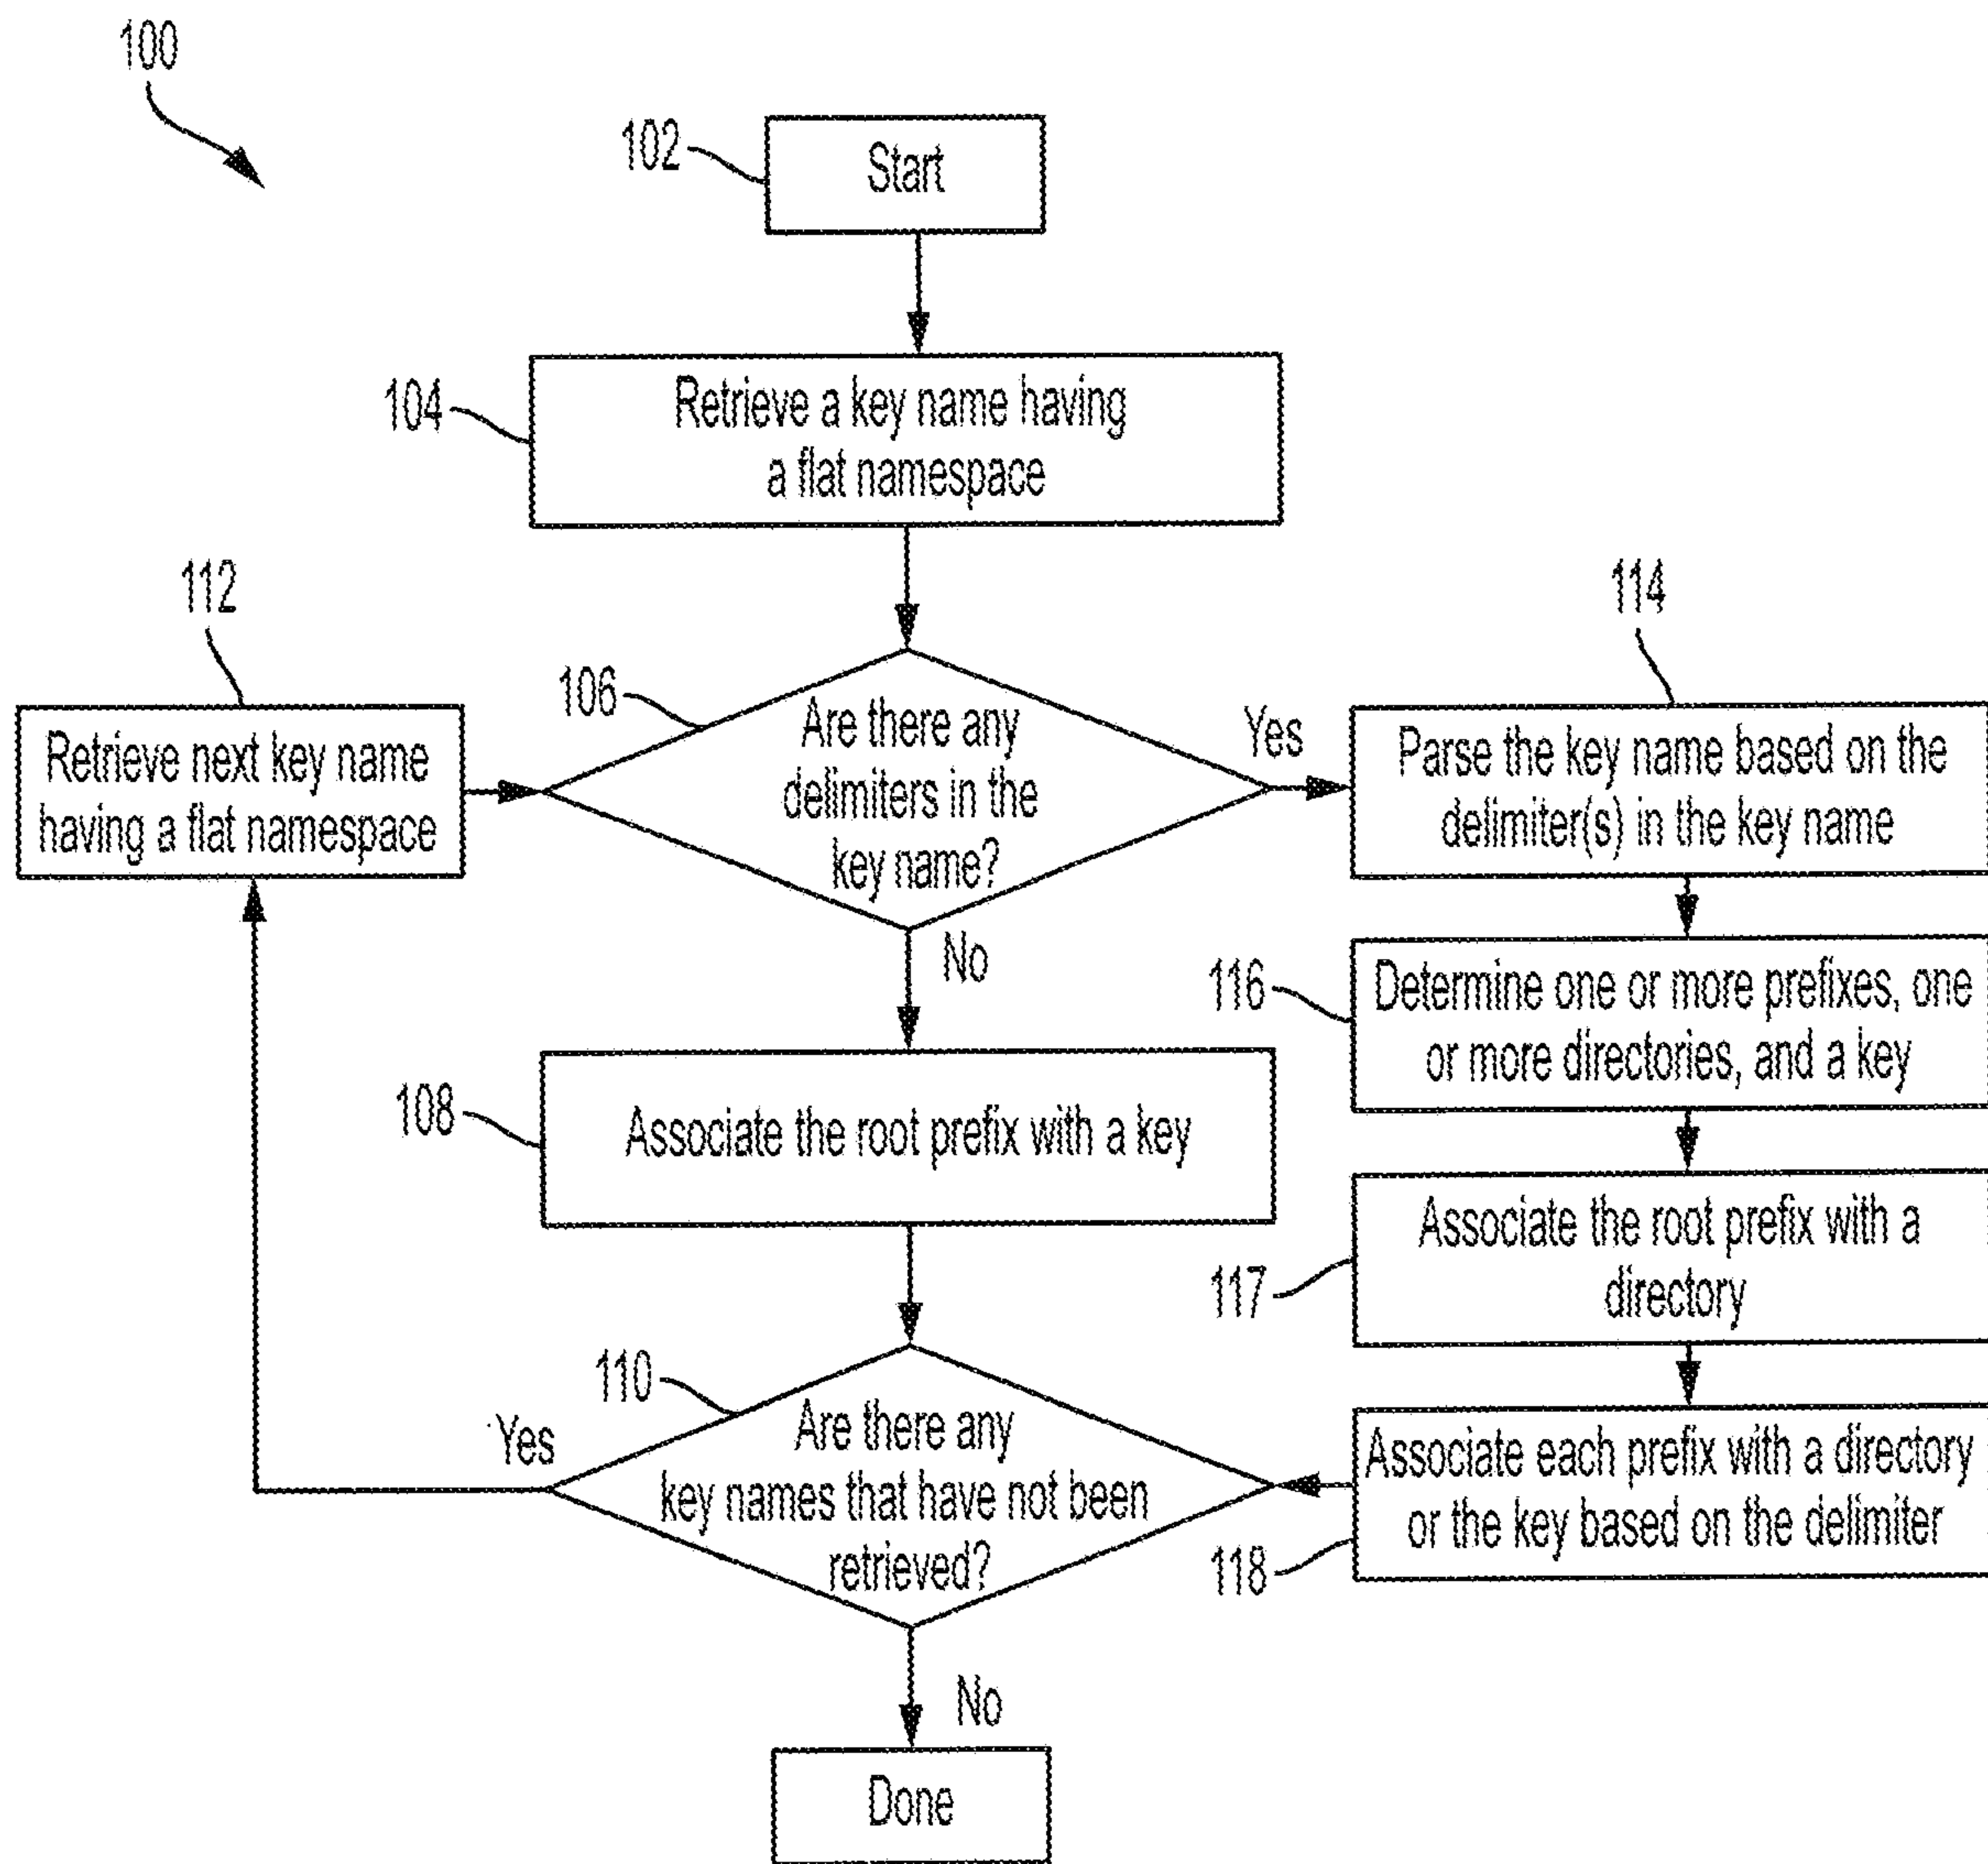 100
102
Start
104
Retrieve a key name having
a flat namespace
112
Retrieve next key name
having a flat namespace
106
Are there any
delimiters in the
key name?
Yes
No
114
Parse the key name based on the
delimiter(s) in the key name
116
Determine one or more prefixes, one
or more directories, and a key
108
Associate the root prefix with a key
117
Associate the root prefix with a
directory
110
Are there any
key names that have not been
retrieved?
Yes
No
118
Associate each prefix with a directory
or the key based on the delimiter
Done